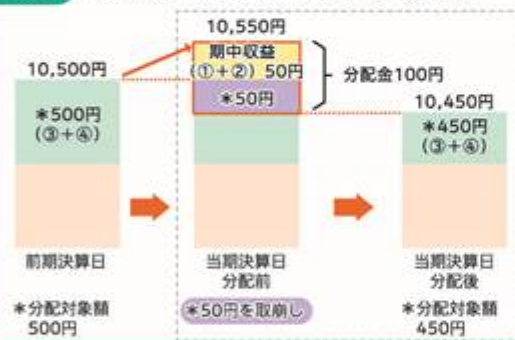 10,550円
期中収益
(①+②) 50円
*50円
分配金100円
10,500円
*500円
(③+④)
10,450円
*450円
(③+④)
前期決算日
当期決算日
分配前
当期決算日
分配後
*分配対象額
500円
*50円を取崩し
*分配対象額
450円